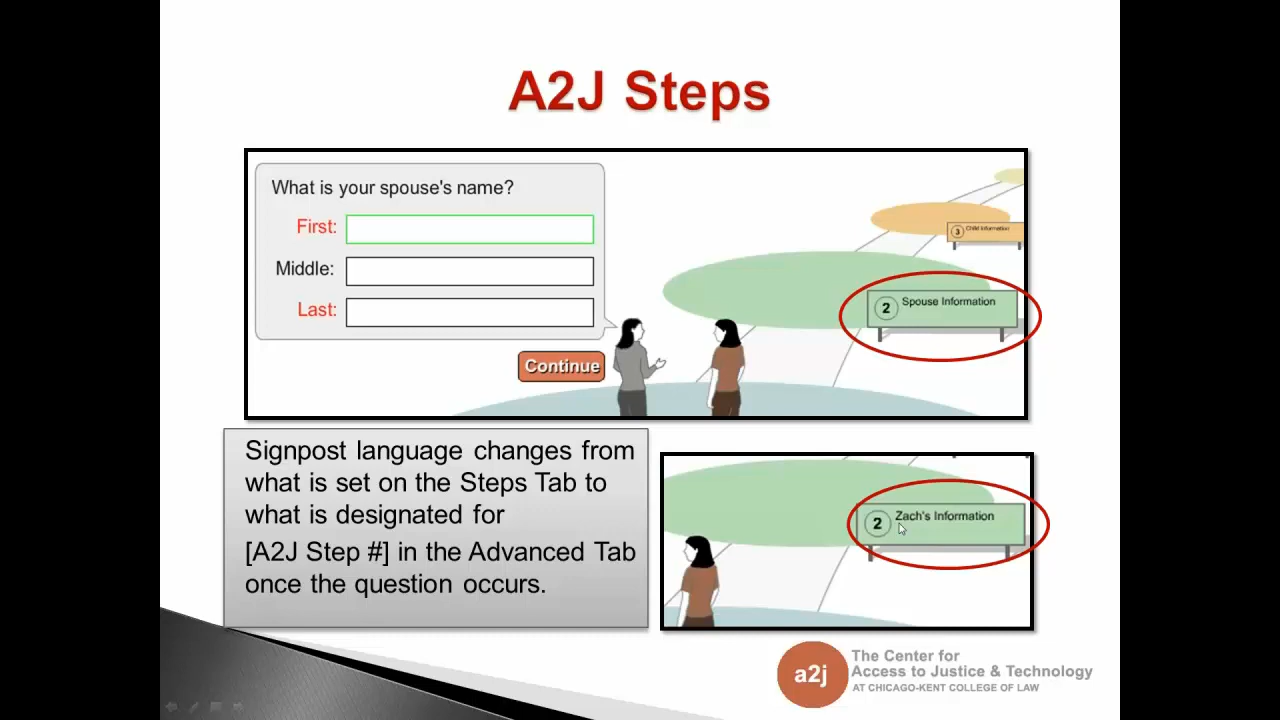 A2J Steps
What is your spouse's name?
First:
Middle:
Last:
Continue
3 Child Information
2 Spouse Information
Signpost language changes from
what is set on the Steps Tab to
what is designated for
[A2J Step #] in the Advanced Tab
once the question occurs.
2 Zach's Information
a2j
The Center for
Access to Justice & Technology
AT CHICAGO-KENT COLLEGE OF LAW